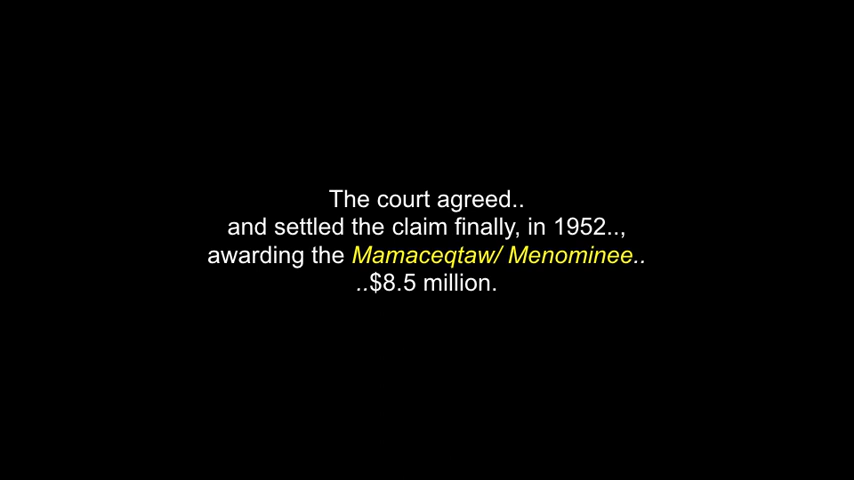 The court agreed..
and settled the claim finally, in 1952..,
awarding the Mamaceqtaw/ Menominee..
..$8.5 million.